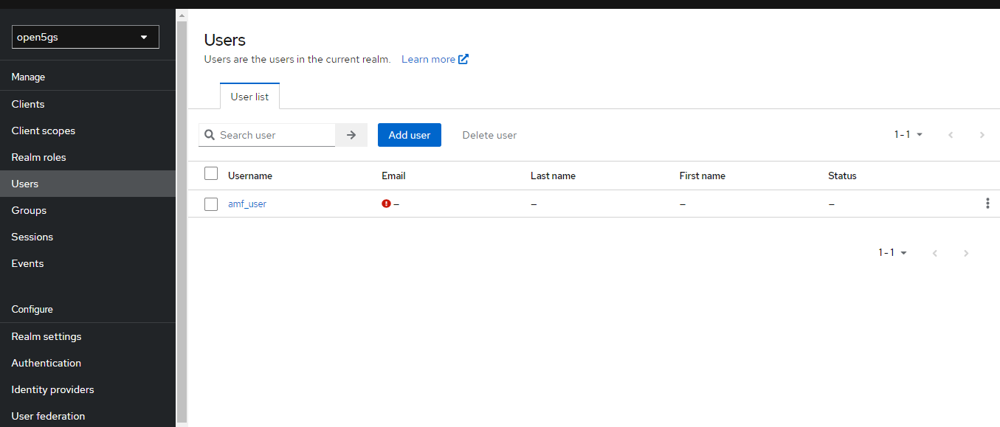 open5gs
Manage
Clients
Client scopes
Realm roles
Users
Groups
Sessions
Events
Configure
Realm settings
Authentication
Identity providers
User federation
Users
Users are the users in the current realm. Learn more
User list
Search user Add user Delete user 1-1
Username Email Last name First name Status
amf_user – – – –
1-1